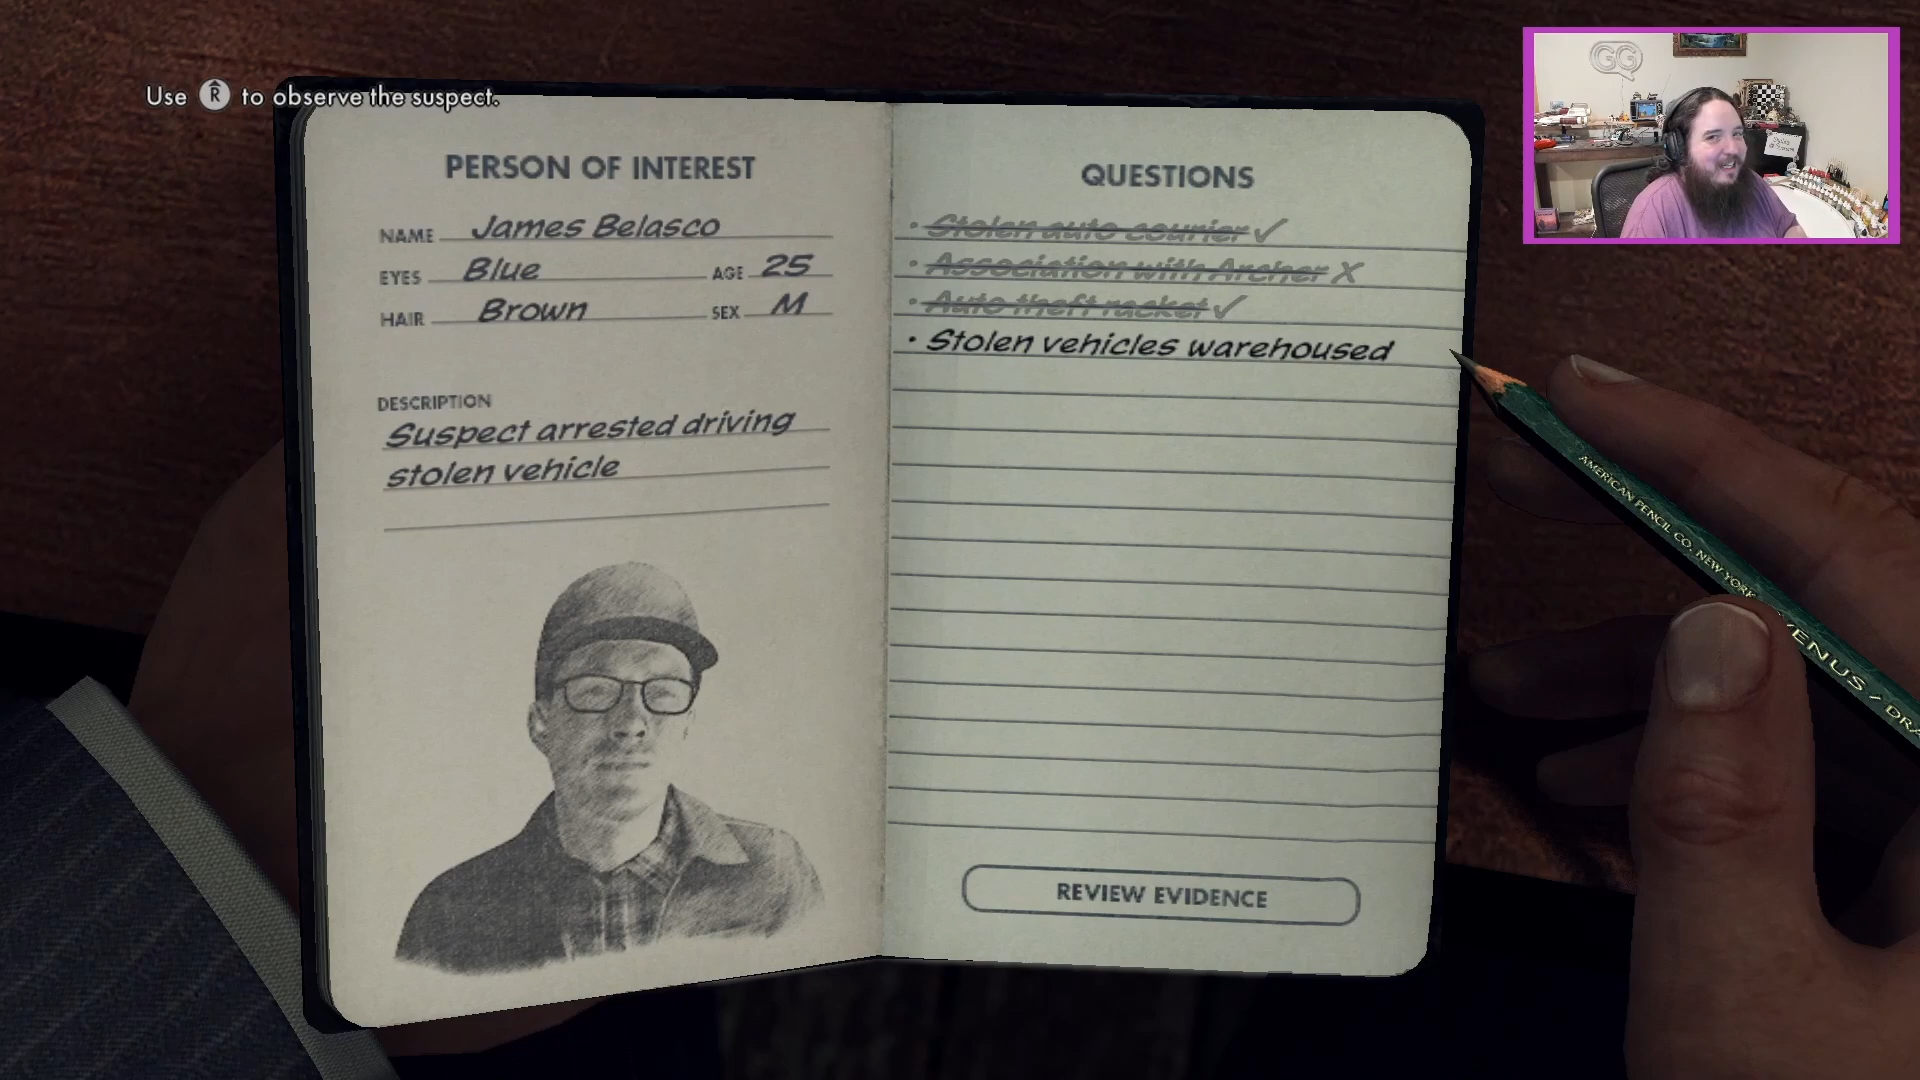 Use R to observe the suspect.
PERSON OF INTEREST
NAME James Belasco
EYES Blue AGE 25
HAIR Brown SEX M
DESCRIPTION
Suspect arrested driving
stolen vehicle
QUESTIONS
• Stolen auto courier ✓
• Association with Archer X
• Auto theft racket ✓
• Stolen vehicles warehoused
REVIEW EVIDENCE
AMERICAN PENCIL CO. NEW YORK
VENUS / DRA
GG